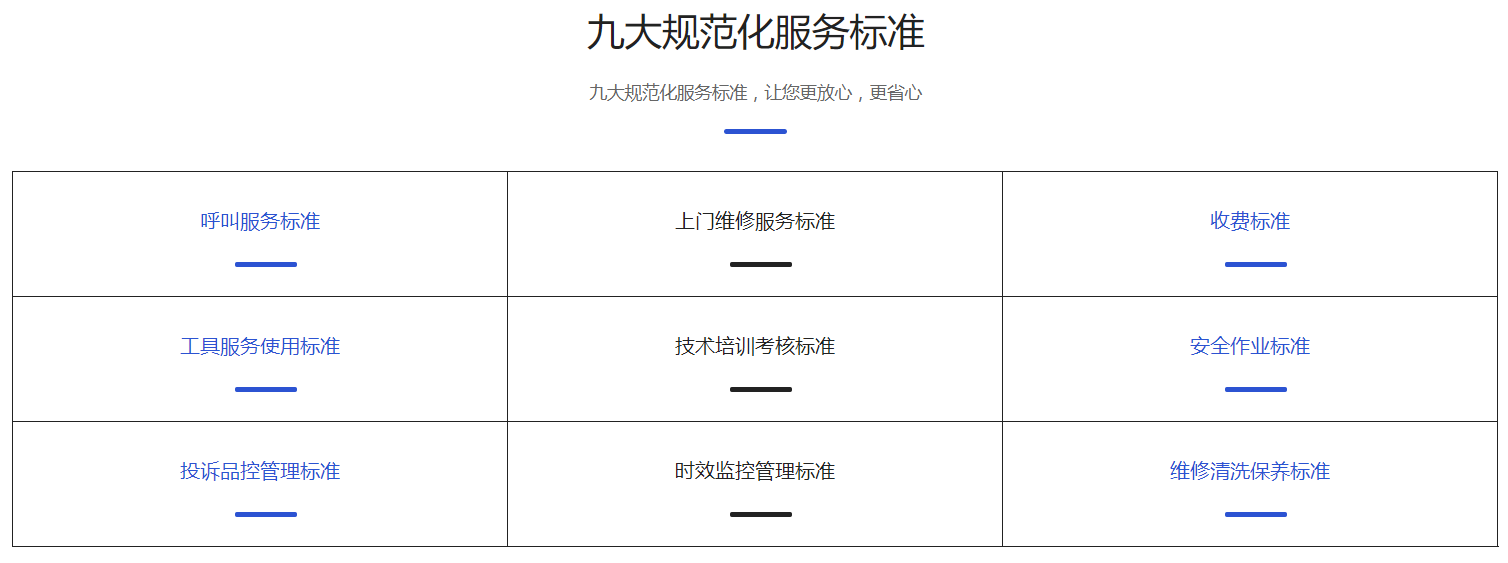 九大规范化服务标准
九大规范化服务标准，让您更放心，更省心
呼叫服务标准
上门维修服务标准
收费标准
工具服务使用标准
技术培训考核标准
安全作业标准
投诉品控管理标准
时效监控管理标准
维修清洗保养标准